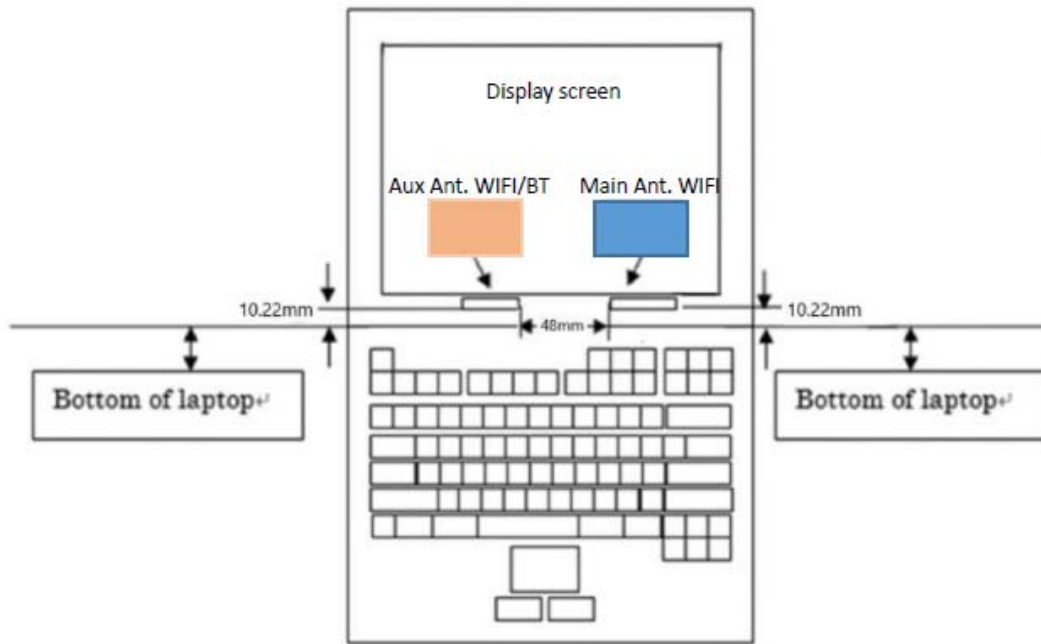 Display screen
Aux Ant. WIFI/BT Main Ant. WIFI
10.22mm 10.22mm
48mm
Bottom of laptop↵ Bottom of laptop↵